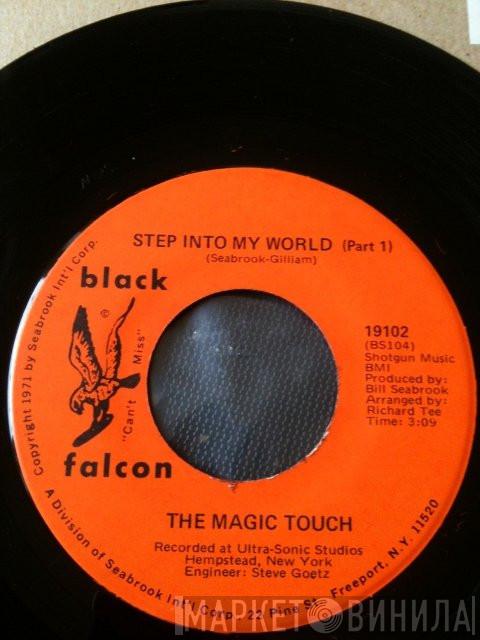 STEP INTO MY WORLD (Part 1)
(Seabrook-Gilliam)
black
®
"Can't Miss"
falcon
Copyright 1971 by Seabrook Int'l Corp.
19102
(BS104)
Shotgun Music
BMI
Produced by:
Bill Seabrook
Arranged by:
Richard Tee
Time: 3:09
THE MAGIC TOUCH
Recorded at Ultra-Sonic Studios
Hempstead, New York
Engineer: Steve Goetz
A Division of Seabrook Int'l Corp. 22 Pine St. Freeport, N.Y. 11520
МАРКЕТ ВИНИЛА